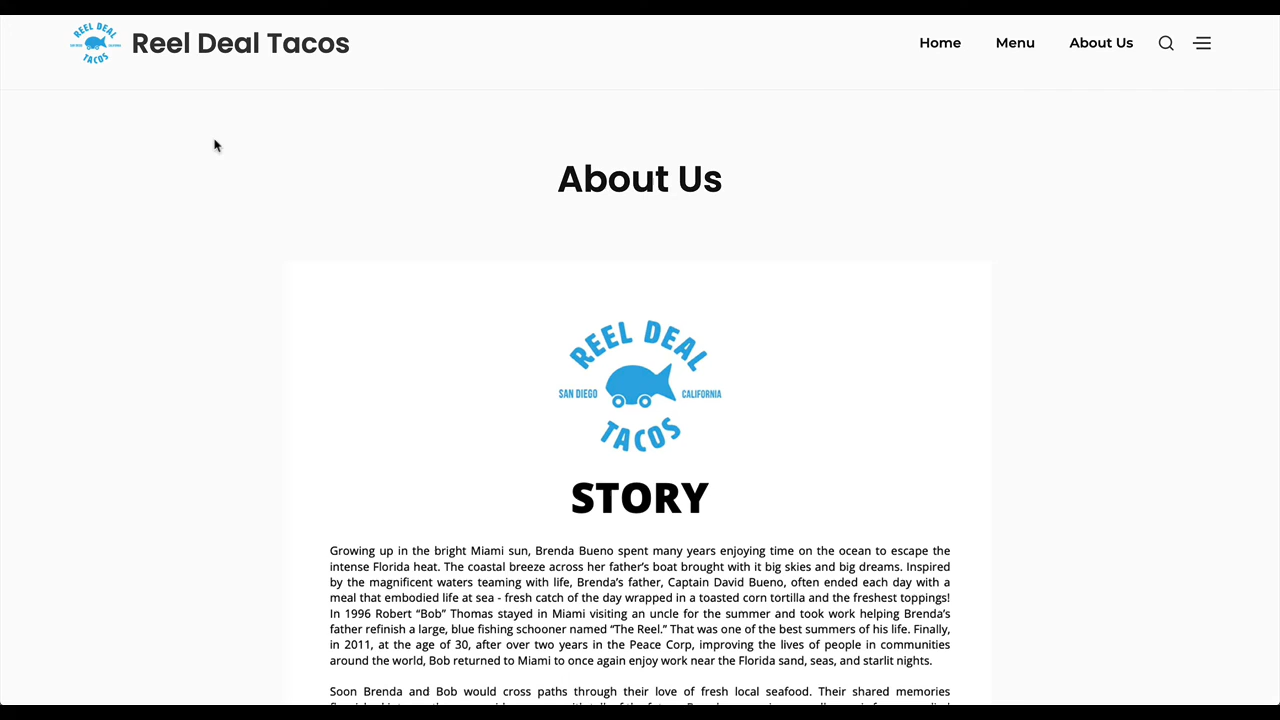 REEL DEAL
SAN DIEGO CALIFORNIA
TACOS
Reel Deal Tacos
Home Menu About Us
About Us
REEL DEAL
SAN DIEGO CALIFORNIA
TACOS
STORY
Growing up in the bright Miami sun, Brenda Bueno spent many years enjoying time on the ocean to escape the
intense Florida heat. The coastal breeze across her father's boat brought with it big skies and big dreams. Inspired
by the magnificent waters teaming with life, Brenda's father, Captain David Bueno, often ended each day with a
meal that embodied life at sea - fresh catch of the day wrapped in a toasted corn tortilla and the freshest toppings!
In 1996 Robert “Bob” Thomas stayed in Miami visiting an uncle for the summer and took work helping Brenda's
father refinish a large, blue fishing schooner named “The Reel.” That was one of the best summers of his life. Finally,
in 2011, at the age of 30, after over two years in the Peace Corp, improving the lives of people in communities
around the world, Bob returned to Miami to once again enjoy work near the Florida sand, seas, and starlit nights.
Soon Brenda and Bob would cross paths through their love of fresh local seafood. Their shared memories